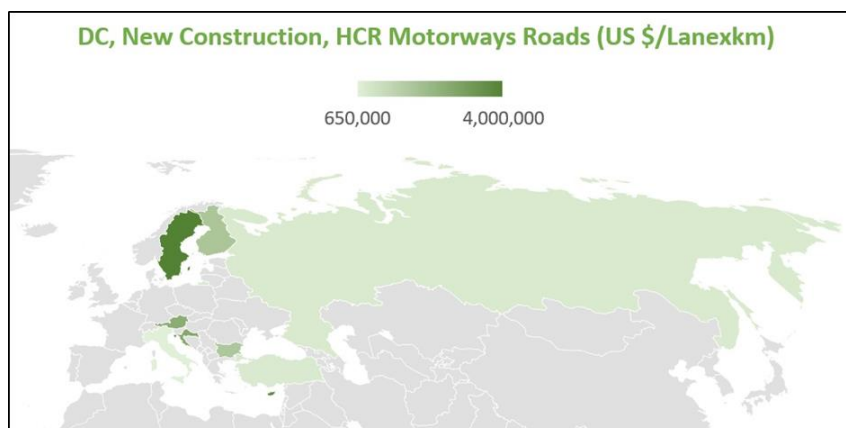 DC, New Construction, HCR Motorways Roads (US $/Lanexkm)
650,000 4,000,000